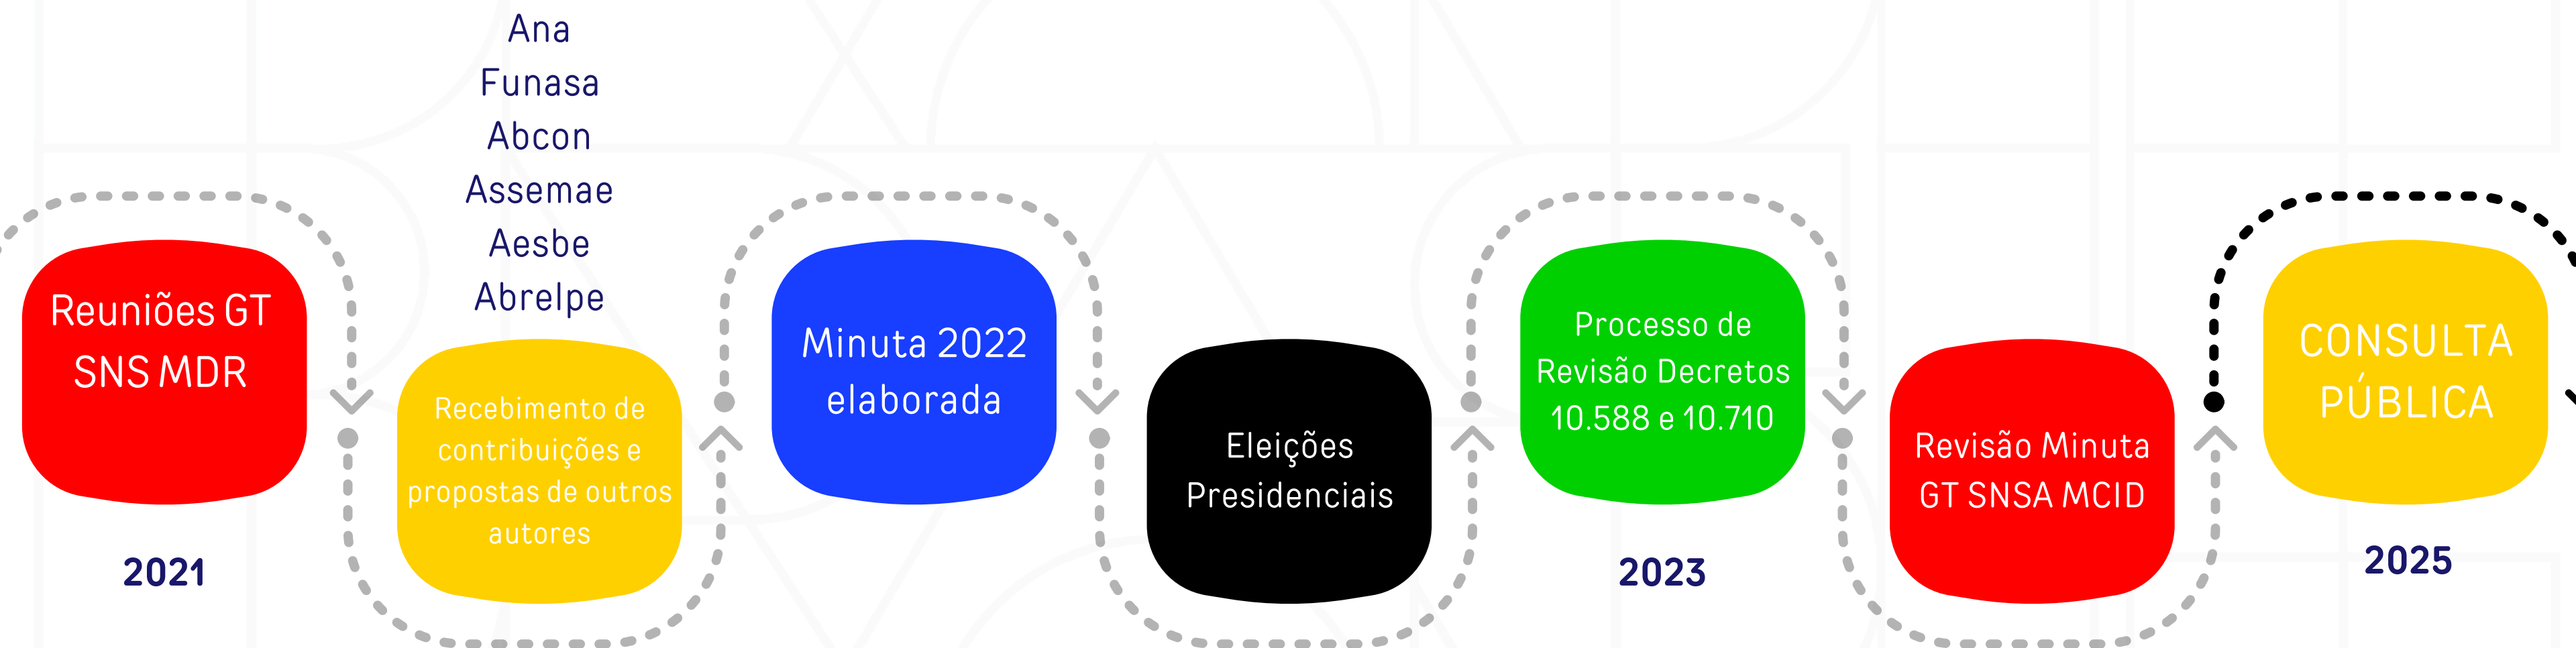 Reuniões GT
SNS MDR
2021
Ana
Funasa
Abcon
Assemae
Aesbe
Abrelpe
Recebimento de
contribuições e
propostas de outros
autores
Minuta 2022
elaborada
Eleições
Presidenciais
Processo de
Revisão Decretos
10.588 e 10.710
2023
Revisão Minuta
GT SNSA MCID
CONSULTA
PÚBLICA
2025